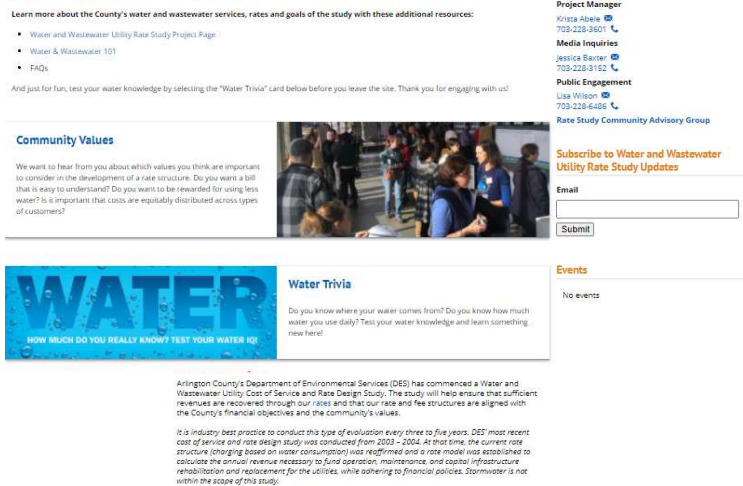 Learn more about the County's water and wastewater services, rates and goals of the study with these additional resources:
Water and Wastewater Utility Rate Study Project Page
Water & Wastewater 101
FAQs
And just for fun, test your water knowledge by selecting the "Water Trivia" card below before you leave the site. Thank you for engaging with us!
Community Values
We want to hear from you about which values you think are important
to consider in the development of a rate structure. Do you want a bill
that is easy to understand? Do you want to be rewarded for using less
water? Is it important that costs are equitably distributed across types
of customers?
WATER
HOW MUCH DO YOU REALLY KNOW? TEST YOUR WATER IQ!
Water Trivia
Do you know where your water comes from? Do you know how much
water you use daily? Test your water knowledge and learn something
new here!
Project Manager
Krista Abele
703-228-3601
Media Inquiries
Jessica Baxter
703-228-3152
Public Engagement
Lisa Wilson
703-228-6486
Rate Study Community Advisory Group
Subscribe to Water and Wastewater
Utility Rate Study Updates
Email
Submit
Events
No events
Arlington County's Department of Environmental Services (DES) has commenced a Water and
Wastewater Utility Cost of Service and Rate Design Study. The study will help ensure that sufficient
revenues are recovered through our rates and that our rate and fee structures are aligned with
the County's financial objectives and the community's values.
It is industry best practice to conduct this type of evaluation every three to five years. DES' most recent
cost of service and rate design study was conducted from 2003 – 2004. At that time, the current rate
structure (charging based on water consumption) was reaffirmed and a rate model was established to
calculate the annual revenue necessary to fund operation, maintenance, and capital infrastructure
rehabilitation and replacement for the utilities, while adhering to financial policies. Stormwater is not
within the scope of this study.